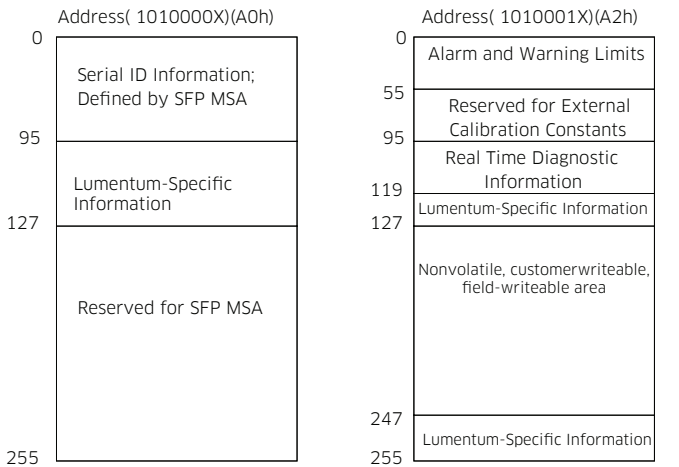 Address( 1010000X)(A0h)
0
Serial ID Information;
Defined by SFP MSA
95
Lumentum-Specific
Information
127
Reserved for SFP MSA
255
Address( 1010001X)(A2h)
0
Alarm and Warning Limits
55
Reserved for External
Calibration Constants
95
Real Time Diagnostic
Information
119
Lumentum-Specific Information
127
Nonvolatile, customerwriteable,
field-writeable area
247
Lumentum-Specific Information
255